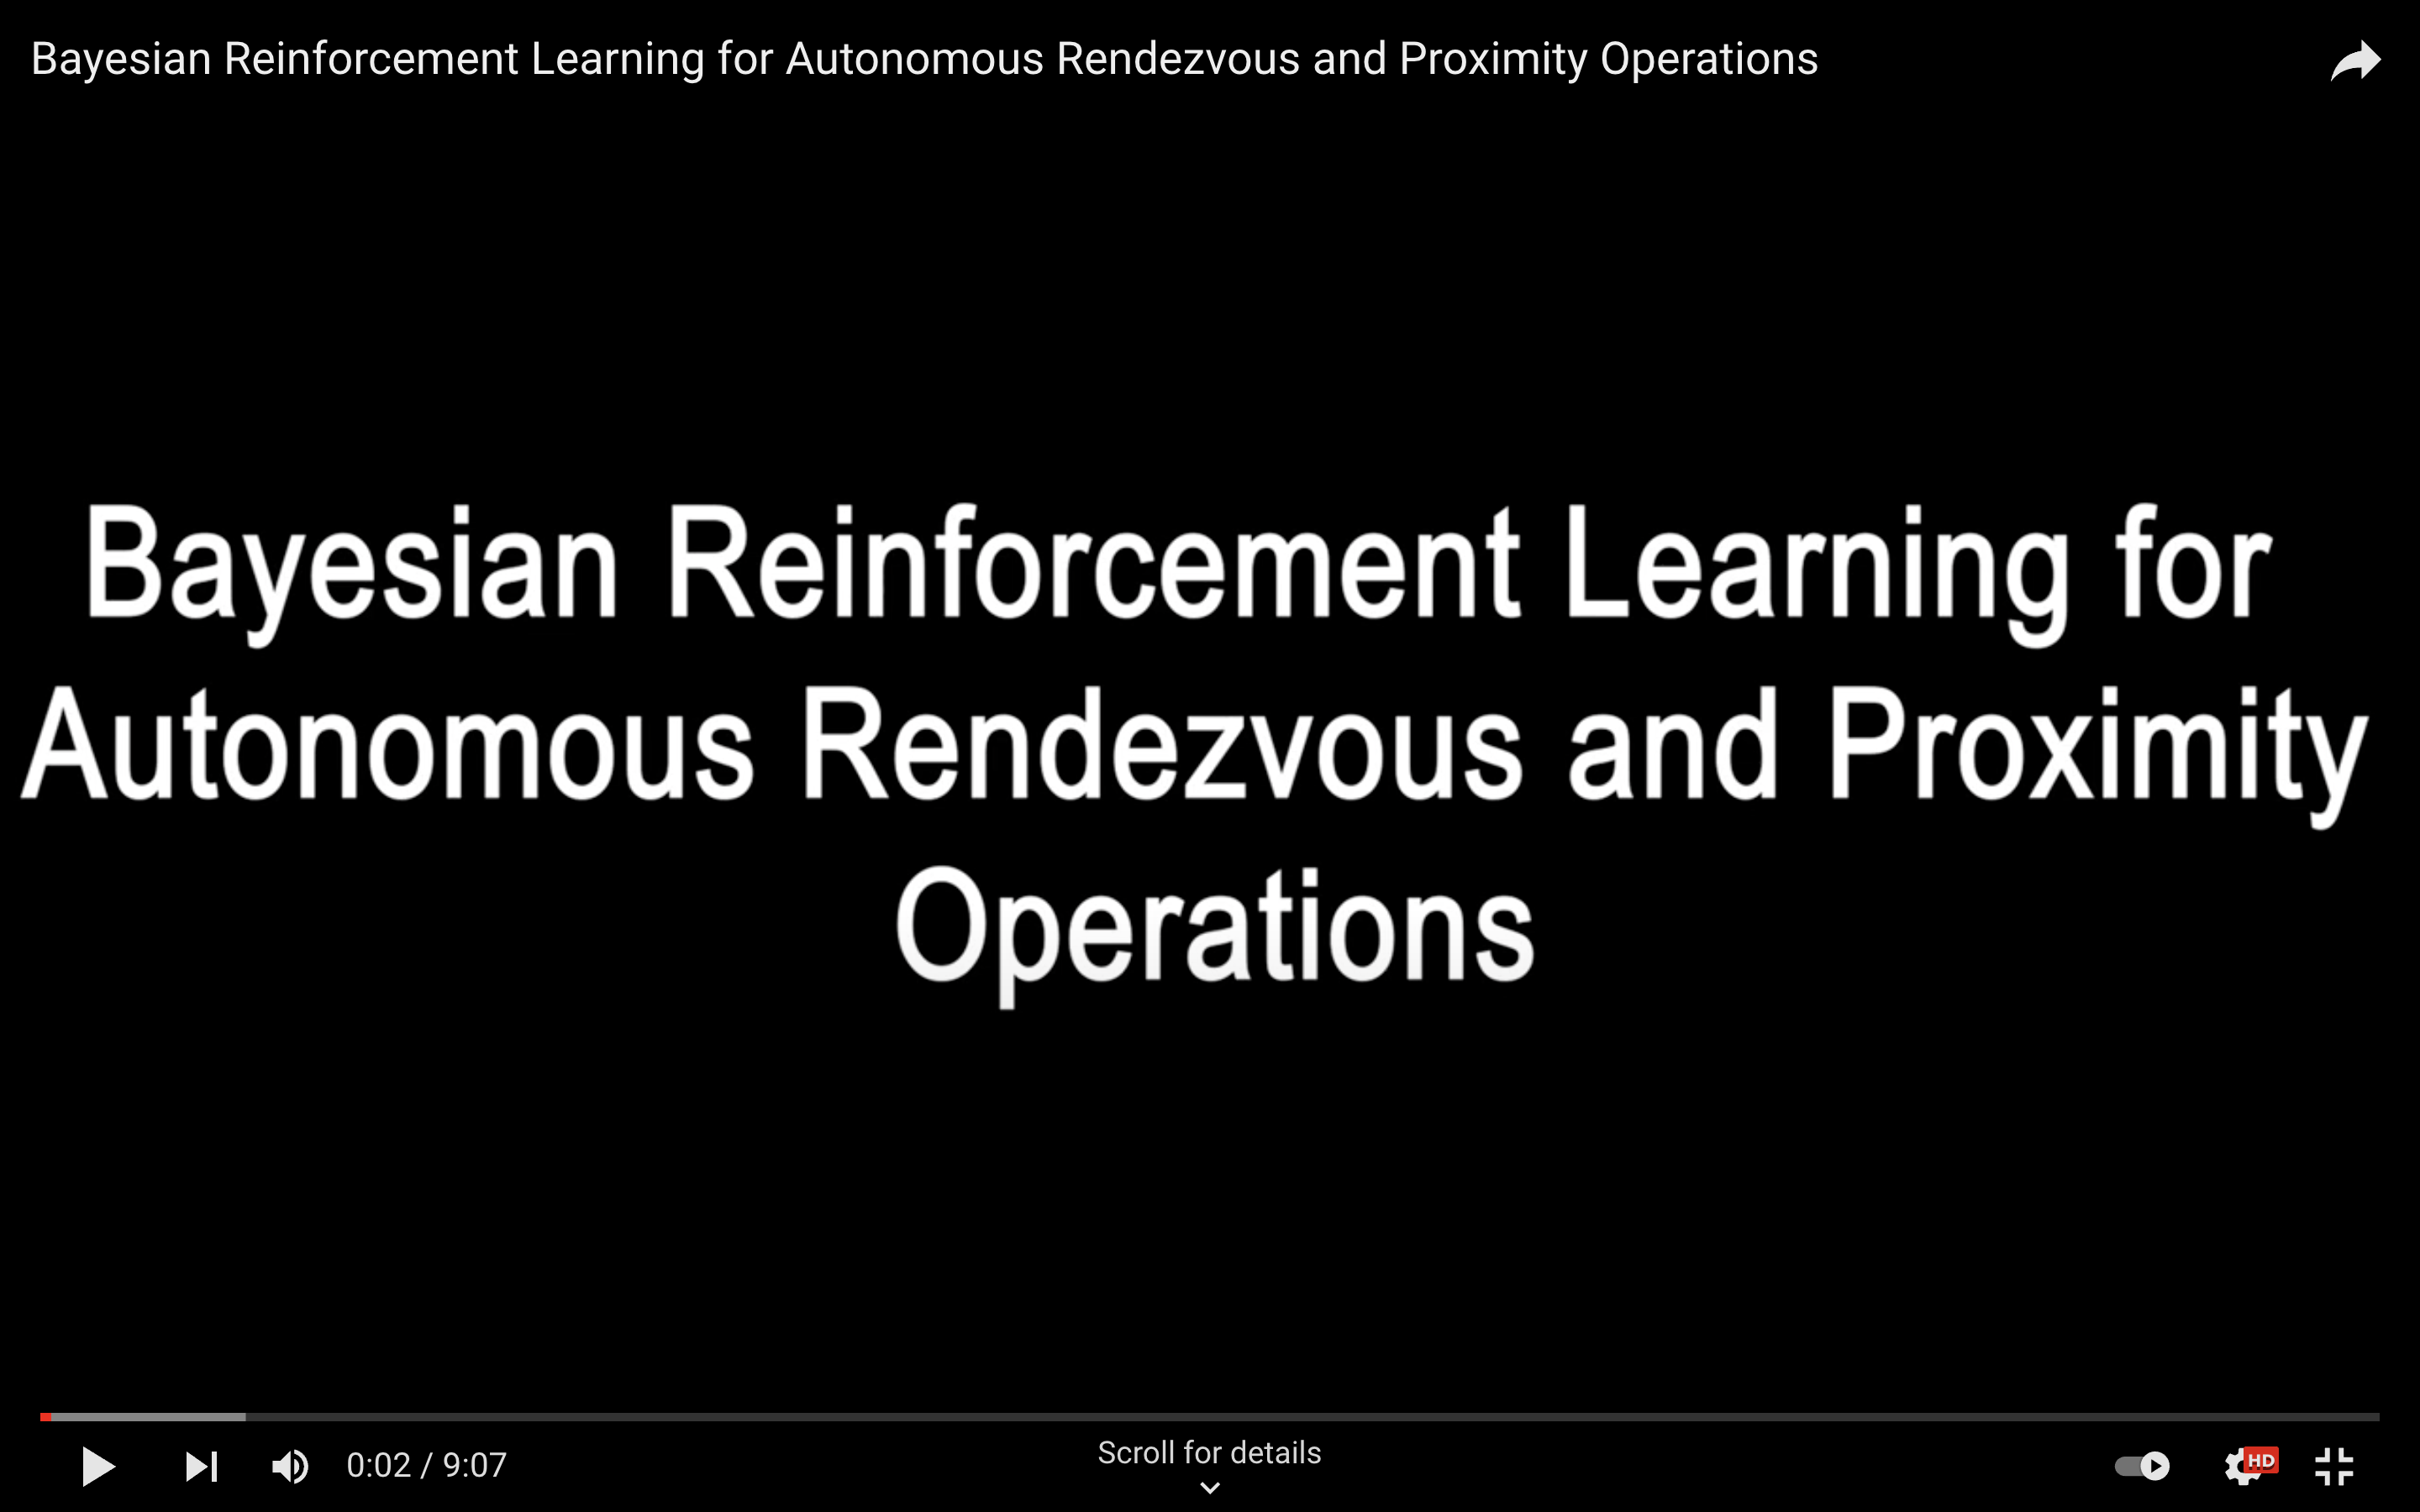 Bayesian Reinforcement Learning for Autonomous Rendezvous and Proximity Operations
Bayesian Reinforcement Learning for
Autonomous Rendezvous and Proximity
Operations
0:02 / 9:07
Scroll for details
HD